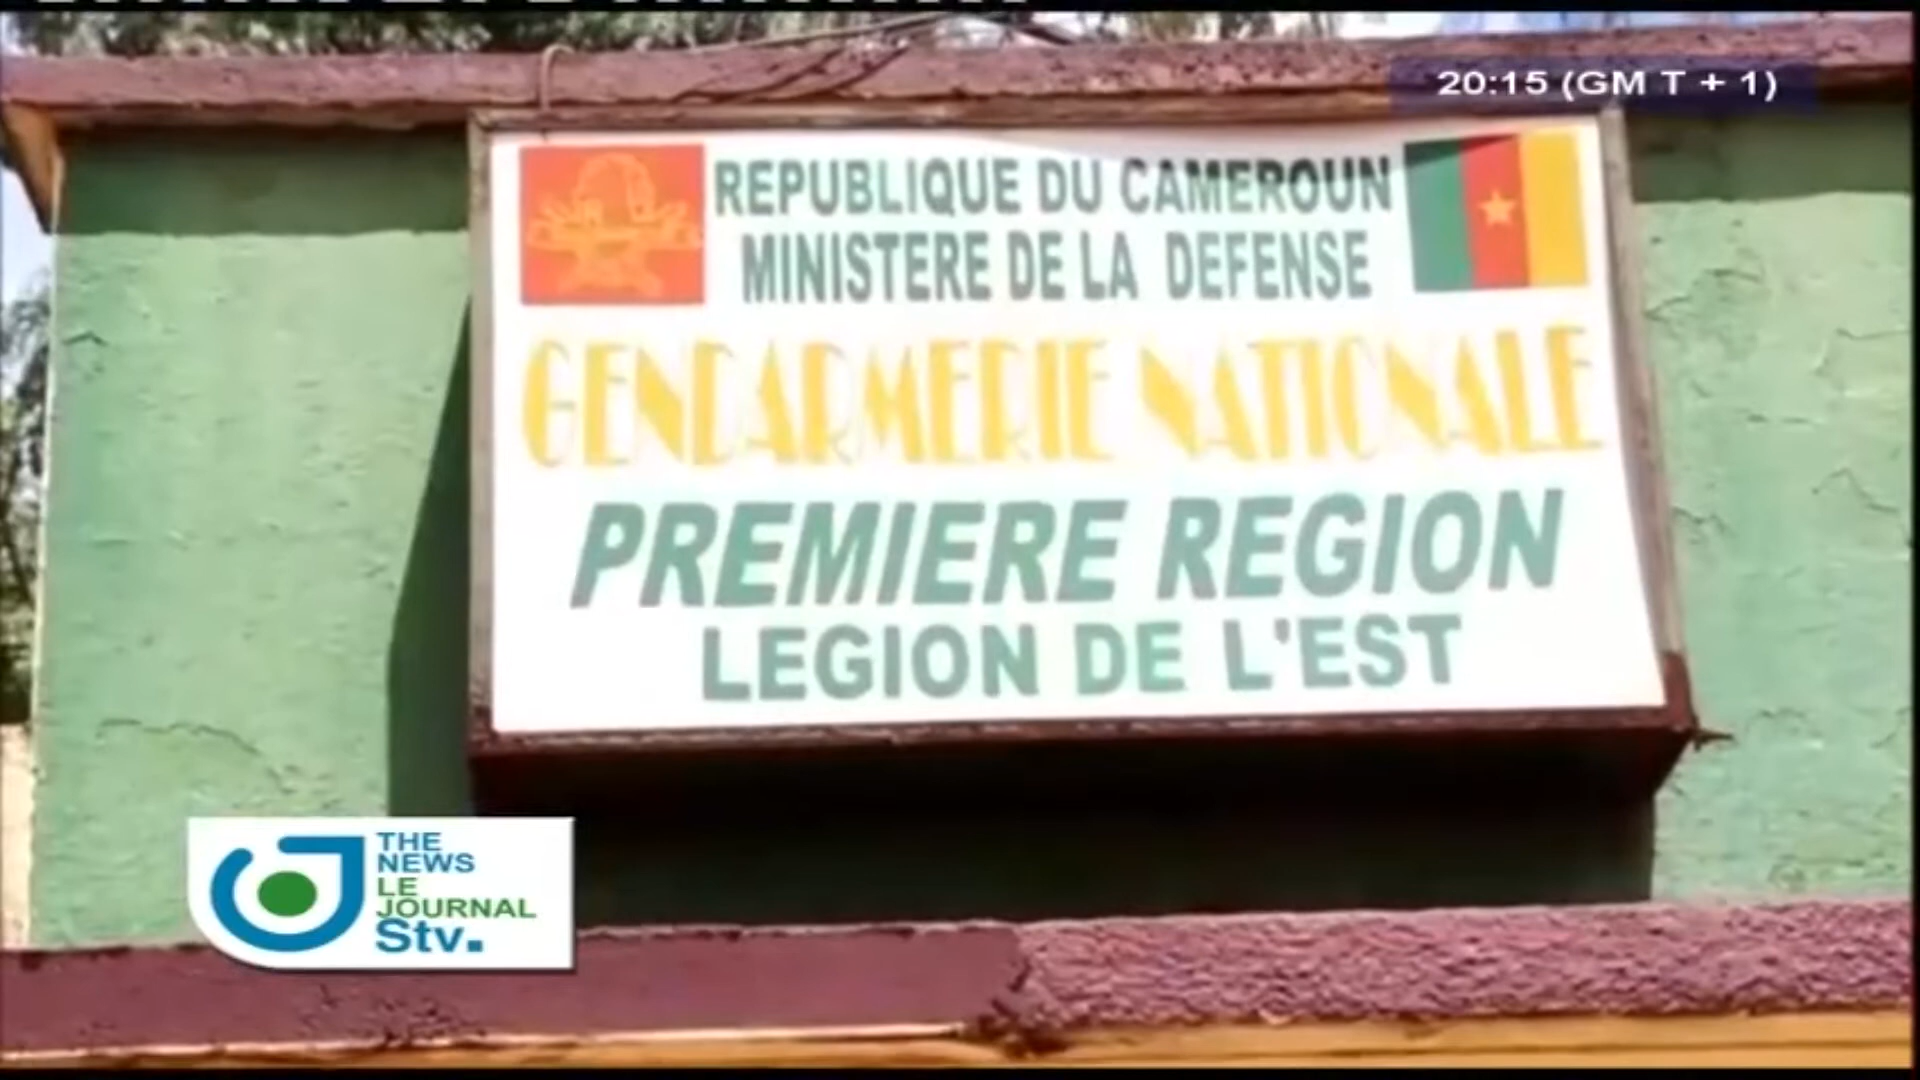 20:15 (GM T + 1)
REPUBLIQUE DU CAMEROUN
MINISTERE DE LA DEFENSE
GENDARMERIE NATIONALE
PREMIERE REGION
LEGION DE L'EST
THE
NEWS
LE
JOURNAL
Stv.